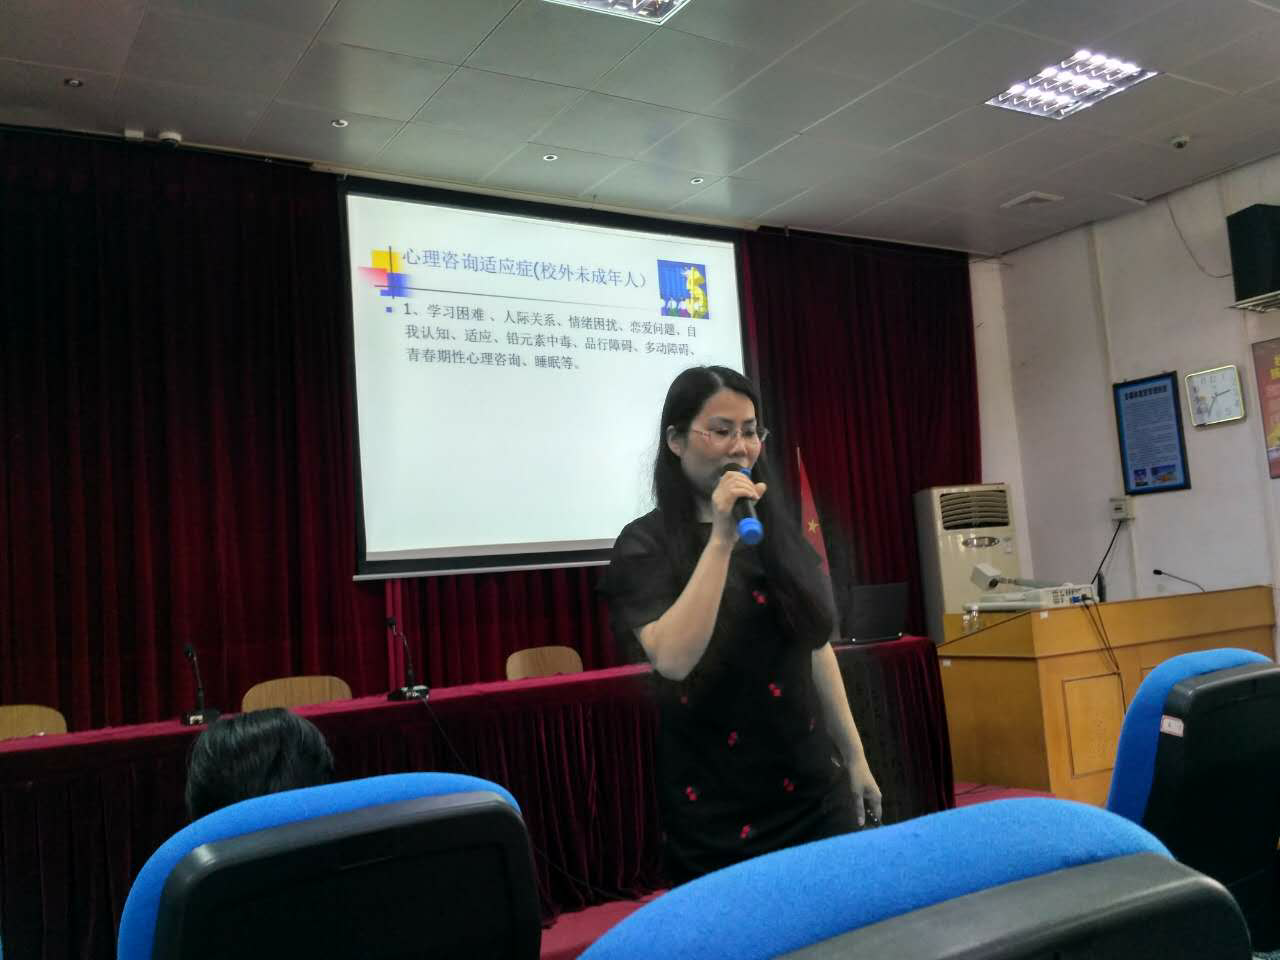 心理咨询适应症(校外未成年人）
1、学习困难 、人际关系、情绪困扰、恋爱问题、自
我认知、适应、铅元素中毒、品行障碍、多动障碍、
青春期性心理咨询、睡眠等。